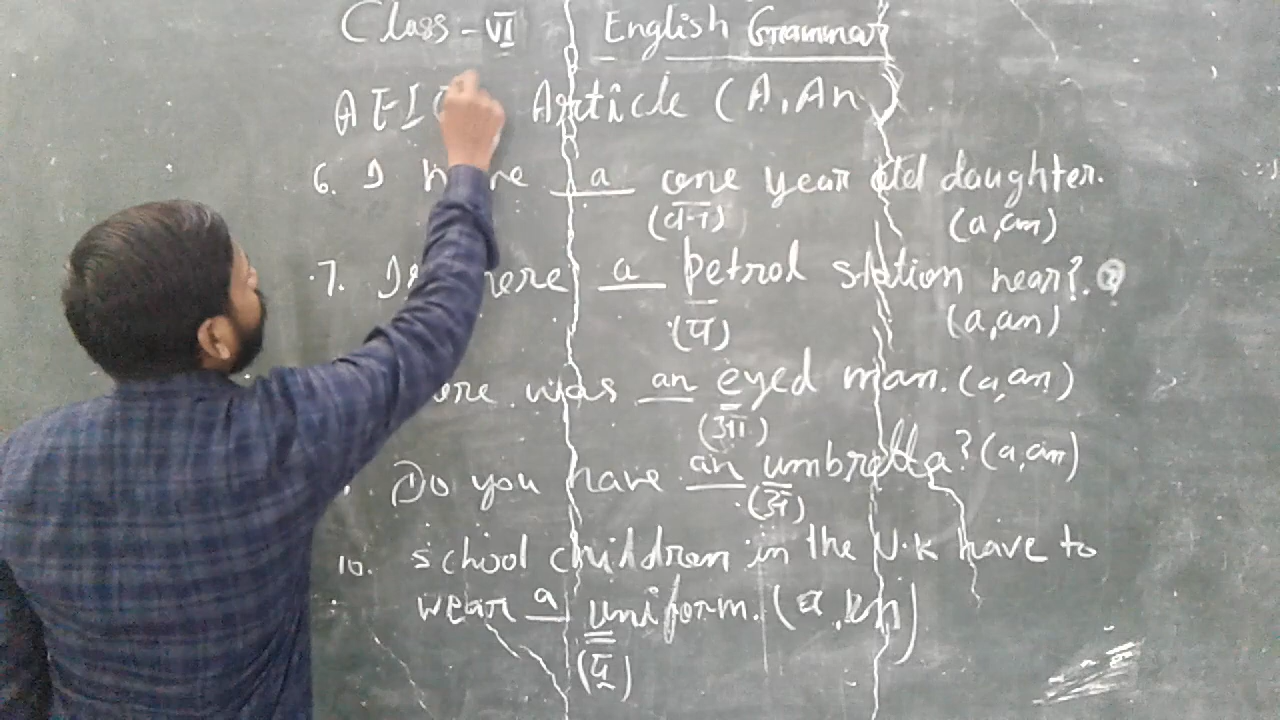 Class - VI English Grammar
A E I Article (A, An)
6. I have a one year old daughter.
(वन) (a, an)
7. Is there a petrol station near?
(प) (a, an)
was an eyed man. (a, an)
(आ)
Do you have an umbrella? (a, an)
(अ)
10. school children in the U.K have to
wear a uniform. (a, an)
(यु)